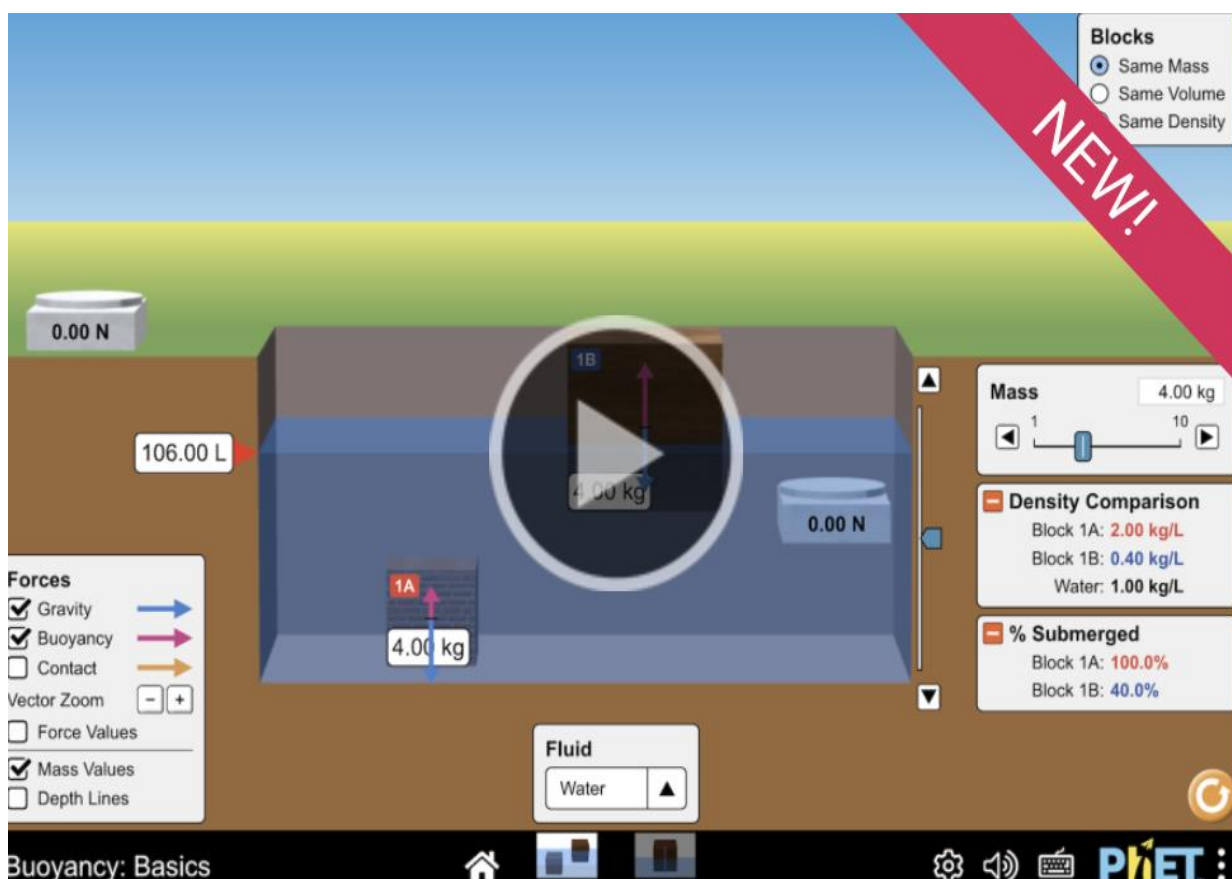 Blocks
Same Mass
Same Volume
Same Density
NEW!
0.00 N
1B
106.00 L
4.00 kg
0.00 N
Mass 4.00 kg
1 10
Density Comparison
Block 1A: 2.00 kg/L
Block 1B: 0.40 kg/L
Water: 1.00 kg/L
1A
4.00 kg
Forces
Gravity
Buoyancy
Contact
Vector Zoom - +
Force Values
Mass Values
Depth Lines
% Submerged
Block 1A: 100.0%
Block 1B: 40.0%
Fluid
Water
Buoyancy: Basics
PhET